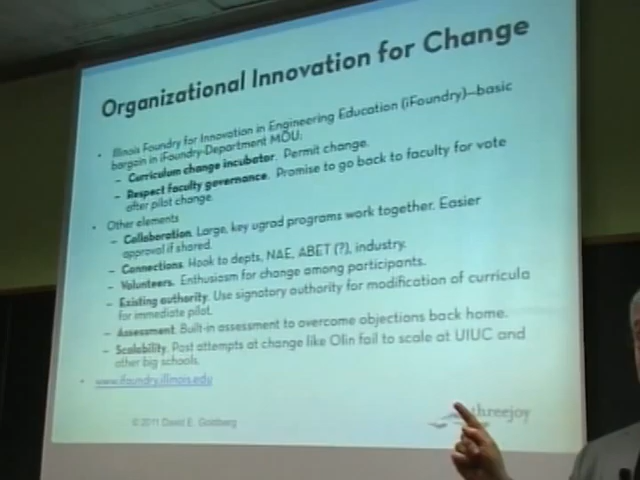 Organizational Innovation for Change
• Illinois Foundry for Innovation in Engineering Education (iFoundry)—basic
bargain in iFoundry-Department MOU:
– Curriculum change incubator. Permit change.
– Respect faculty governance. Promise to go back to faculty for vote
after pilot change.
• Other elements
– Collaboration. Large, key ugrad programs work together. Easier
approval if shared.
– Connections. Hook to depts, NAE, ABET (?), industry.
– Volunteers. Enthusiasm for change among participants.
– Existing authority. Use signatory authority for modification of curricula
for immediate pilot.
– Assessment. Built-in assessment to overcome objections back home.
– Scalability. Past attempts at change like Olin fail to scale at UIUC and
other big schools.
• www.ifoundry.illinois.edu
© 2011 David E. Goldberg
threejoy